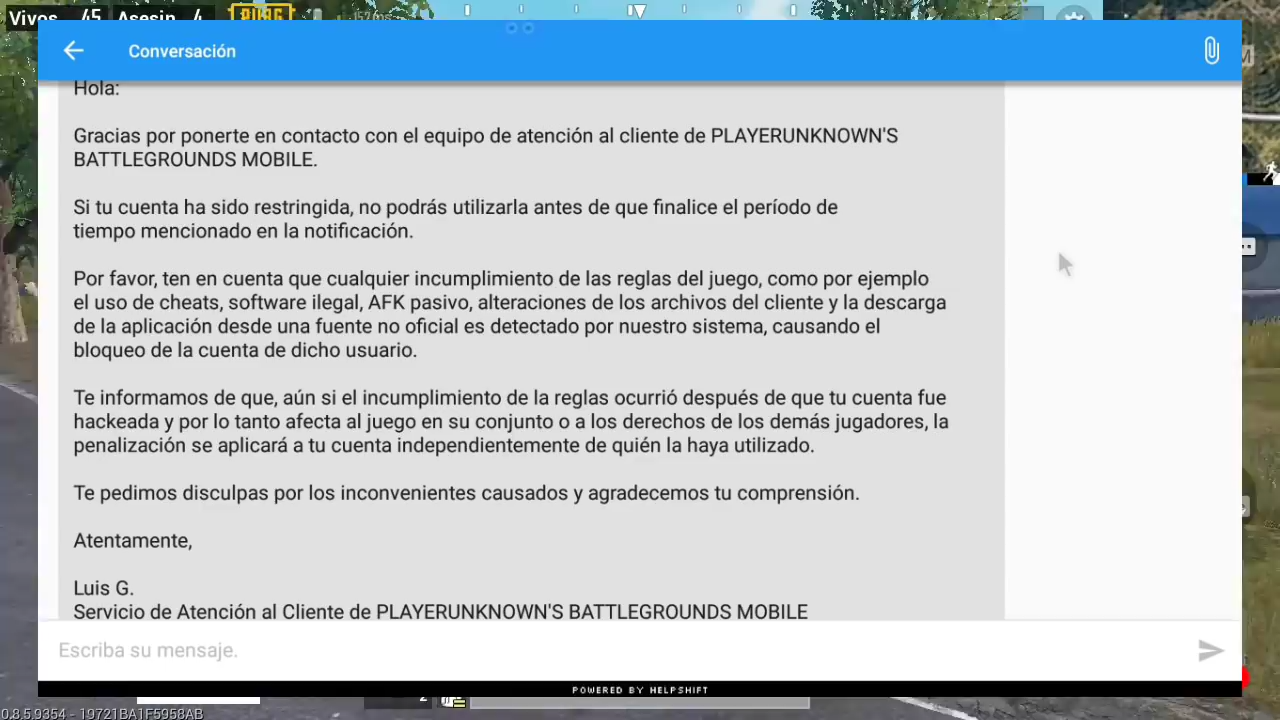 Vivos 45 Asesin 4 PUBG
Conversación
Hola:
Gracias por ponerte en contacto con el equipo de atención al cliente de PLAYERUNKNOWN'S
BATTLEGROUNDS MOBILE.
Si tu cuenta ha sido restringida, no podrás utilizarla antes de que finalice el período de
tiempo mencionado en la notificación.
Por favor, ten en cuenta que cualquier incumplimiento de las reglas del juego, como por ejemplo
el uso de cheats, software ilegal, AFK pasivo, alteraciones de los archivos del cliente y la descarga
de la aplicación desde una fuente no oficial es detectado por nuestro sistema, causando el
bloqueo de la cuenta de dicho usuario.
Te informamos de que, aún si el incumplimiento de la reglas ocurrió después de que tu cuenta fue
hackeada y por lo tanto afecta al juego en su conjunto o a los derechos de los demás jugadores, la
penalización se aplicará a tu cuenta independientemente de quién la haya utilizado.
Te pedimos disculpas por los inconvenientes causados y agradecemos tu comprensión.
Atentamente,
Luis G.
Servicio de Atención al Cliente de PLAYERUNKNOWN'S BATTLEGROUNDS MOBILE
Escriba su mensaje.
POWERED BY HELPSHIFT
0.8.5.9354 - 19721BA1F5958AB